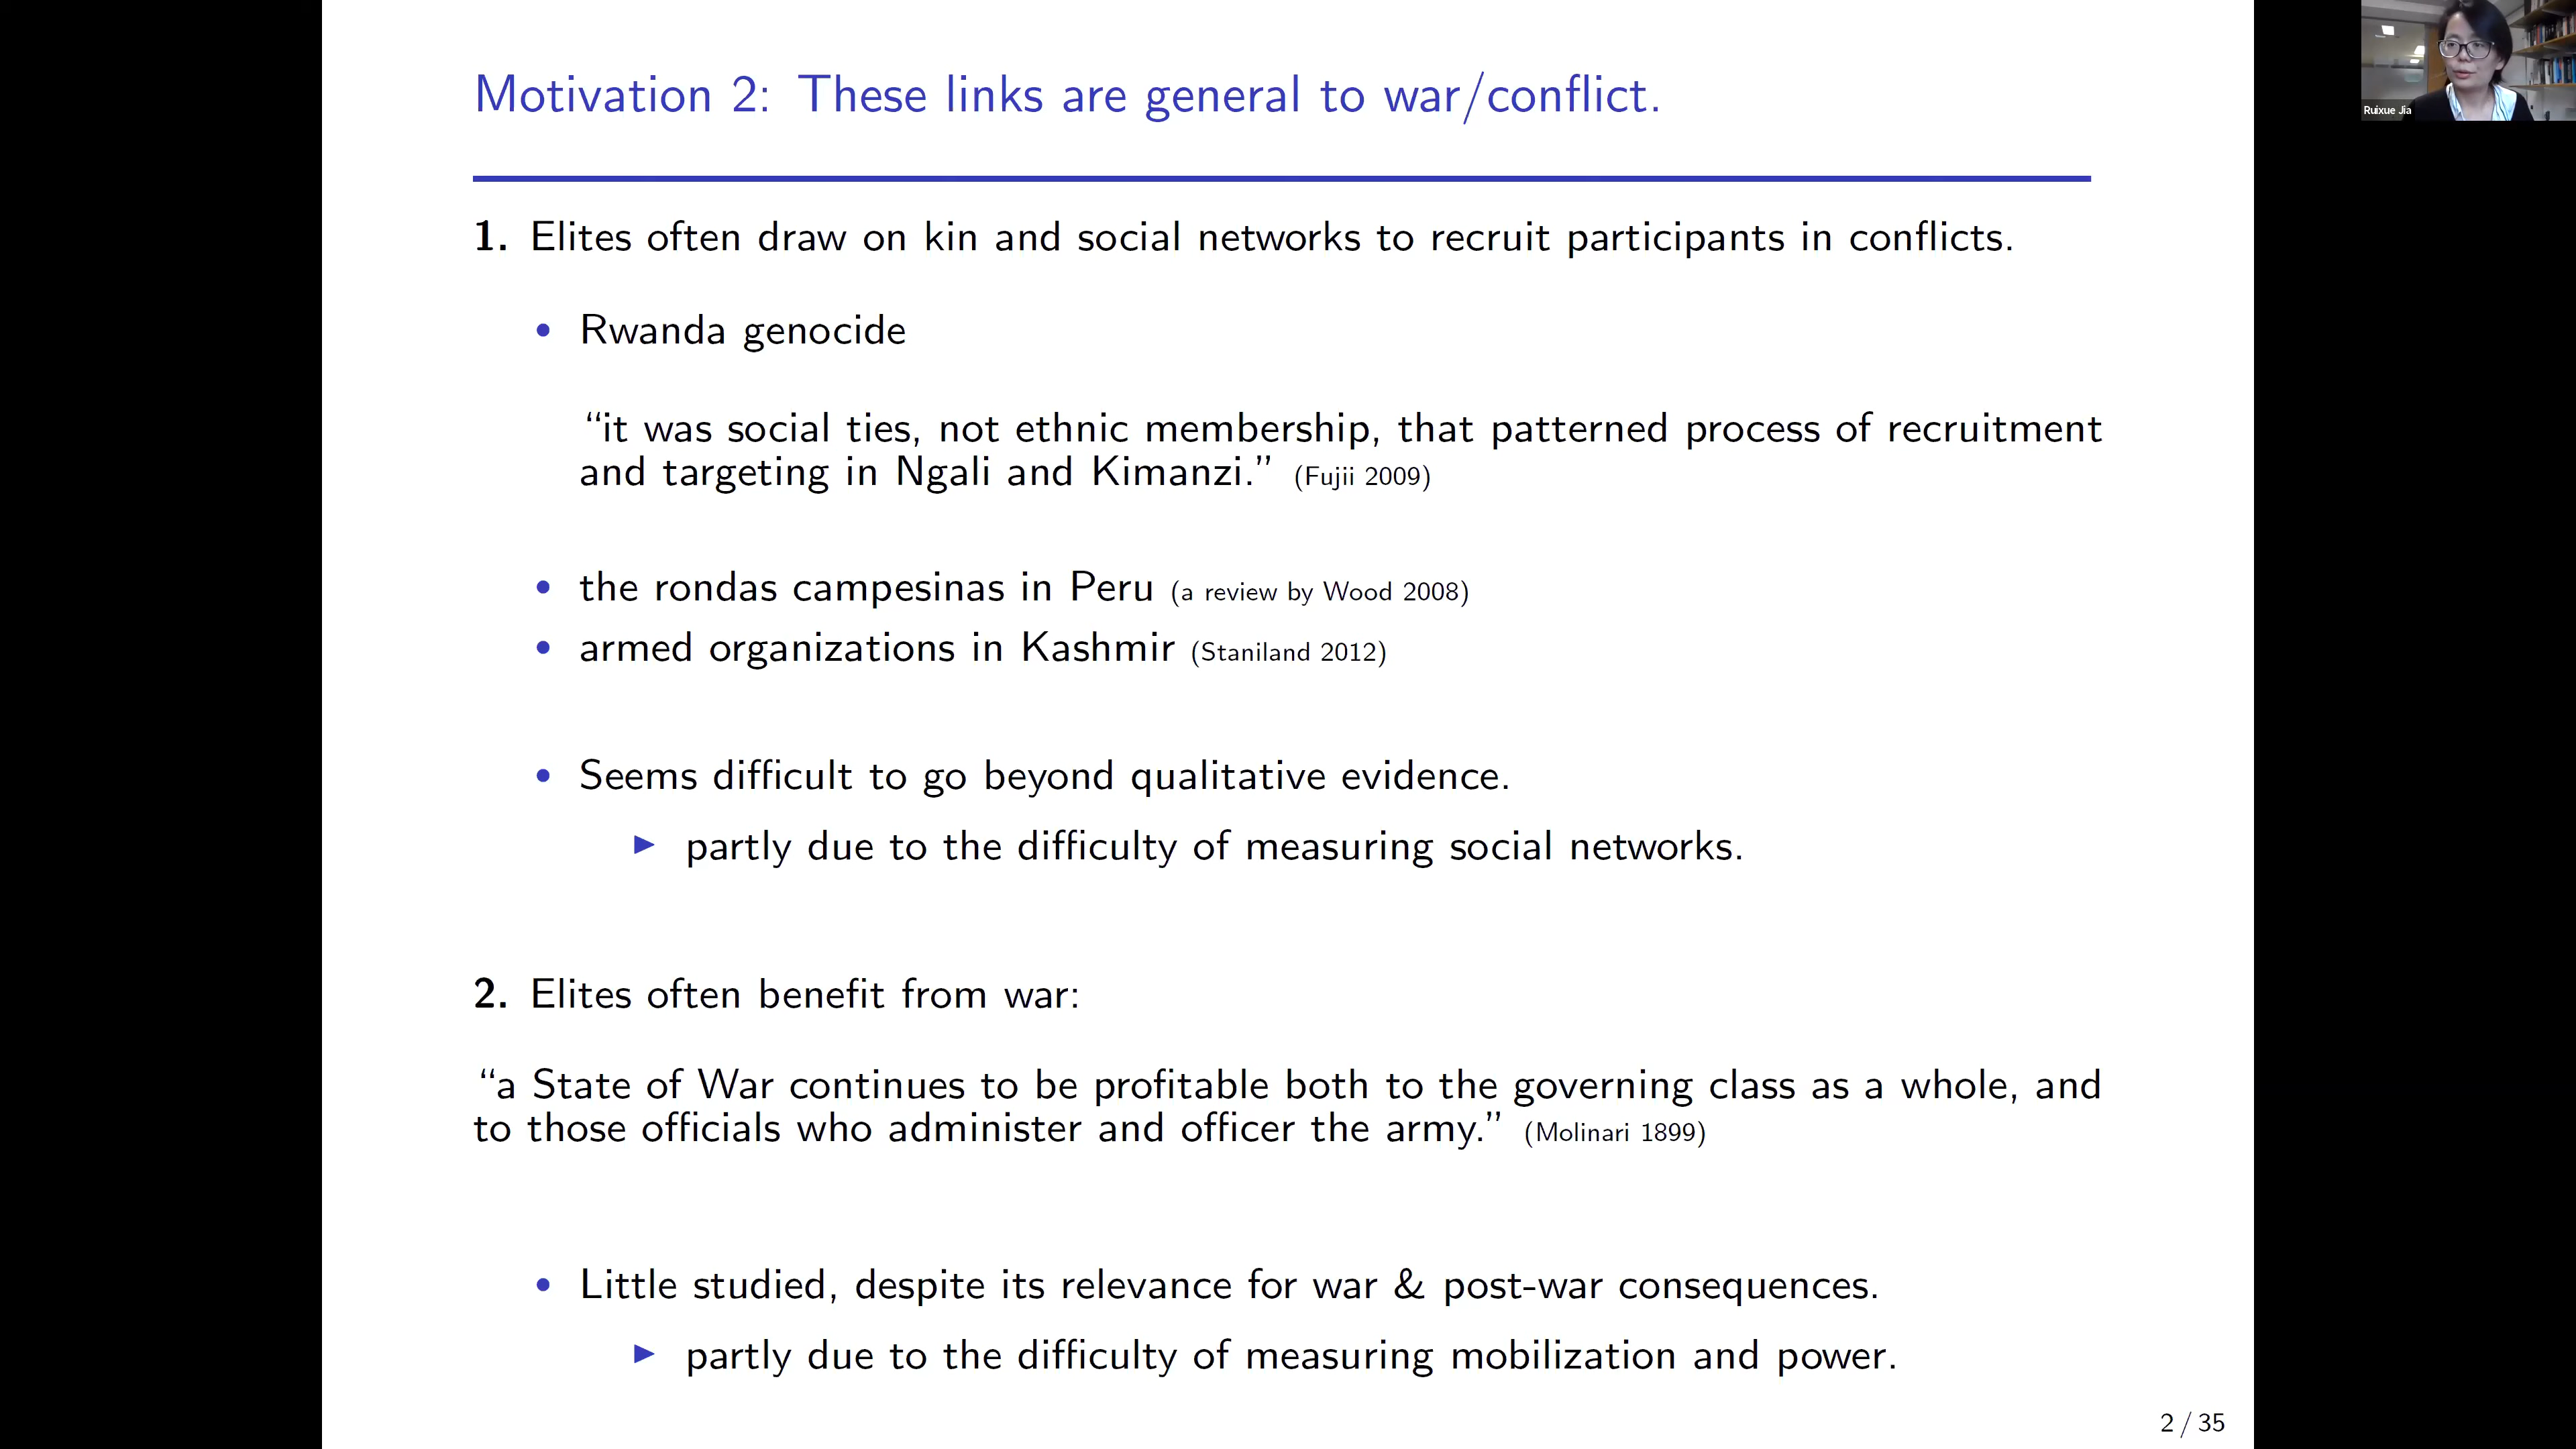 Motivation 2: These links are general to war/conflict.
Ruixue Jia
1. Elites often draw on kin and social networks to recruit participants in conflicts.
• Rwanda genocide
“it was social ties, not ethnic membership, that patterned process of recruitment
and targeting in Ngali and Kimanzi.” (Fujii 2009)
• the rondas campesinas in Peru (a review by Wood 2008)
• armed organizations in Kashmir (Staniland 2012)
• Seems difficult to go beyond qualitative evidence.
▶ partly due to the difficulty of measuring social networks.
2. Elites often benefit from war:
“a State of War continues to be profitable both to the governing class as a whole, and
to those officials who administer and officer the army.” (Molinari 1899)
• Little studied, despite its relevance for war & post-war consequences.
▶ partly due to the difficulty of measuring mobilization and power.
2 / 35